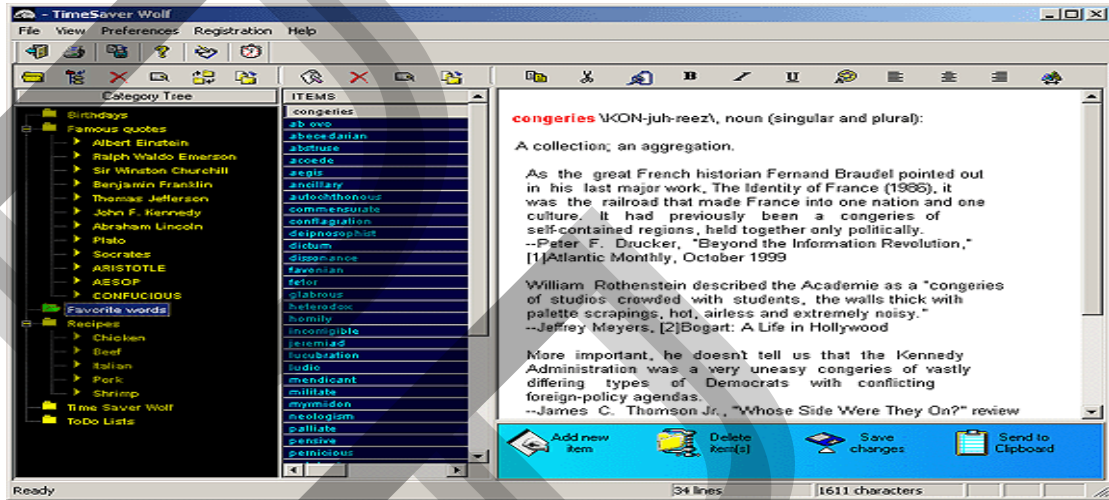 - TimeSaver Wolf
File View Preferences Registration Help
Category Tree
Birthdays
Famous quotes
Albert Einstein
Ralph Waldo Emerson
Sir Winston Churchill
Benjamin Franklin
Thomas Jefferson
John F. Kennedy
Abraham Lincoln
Plato
Socrates
ARISTOTLE
AESOP
CONFUCIOUS
Favorite words
Recipes
Chicken
Beef
Italian
Pork
Shrimp
Time Saver Wolf
ToDo Lists
ITEMS
congeries
ab ovo
abecedarian
abstruse
accede
aegis
ancillary
autochthonous
commensurate
conflagration
deipnosophist
dictum
dissonance
favonian
fetor
glabrous
heterodox
homily
incorrigible
jeremiad
lucubration
ludic
mendicant
militate
myrmidon
neologism
palliate
pensive
pernicious
B U
congeries \KON-juh-reez\, noun (singular and plural):
A collection; an aggregation.
As the great French historian Fernand Braudel pointed out
in his last major work, The Identity of France (1986), it
was the railroad that made France into one nation and one
culture. It had previously been a congeries of
self-contained regions, held together only politically.
--Peter F. Drucker, "Beyond the Information Revolution,"
[1]Atlantic Monthly, October 1999
William Rothenstein described the Academie as a "congeries
of studios crowded with students, the walls thick with
palette scrapings, hot, airless and extremely noisy."
--Jeffrey Meyers, [2]Bogart: A Life in Hollywood
More important, he doesn't tell us that the Kennedy
Administration was a very uneasy congeries of vastly
differing types of Democrats with conflicting
foreign-policy agendas.
--James C. Thomson Jr., "Whose Side Were They On?" review
Add new
item
Delete
item(s)
Save
changes
Send to
Clipboard
Ready
34 lines
1611 characters